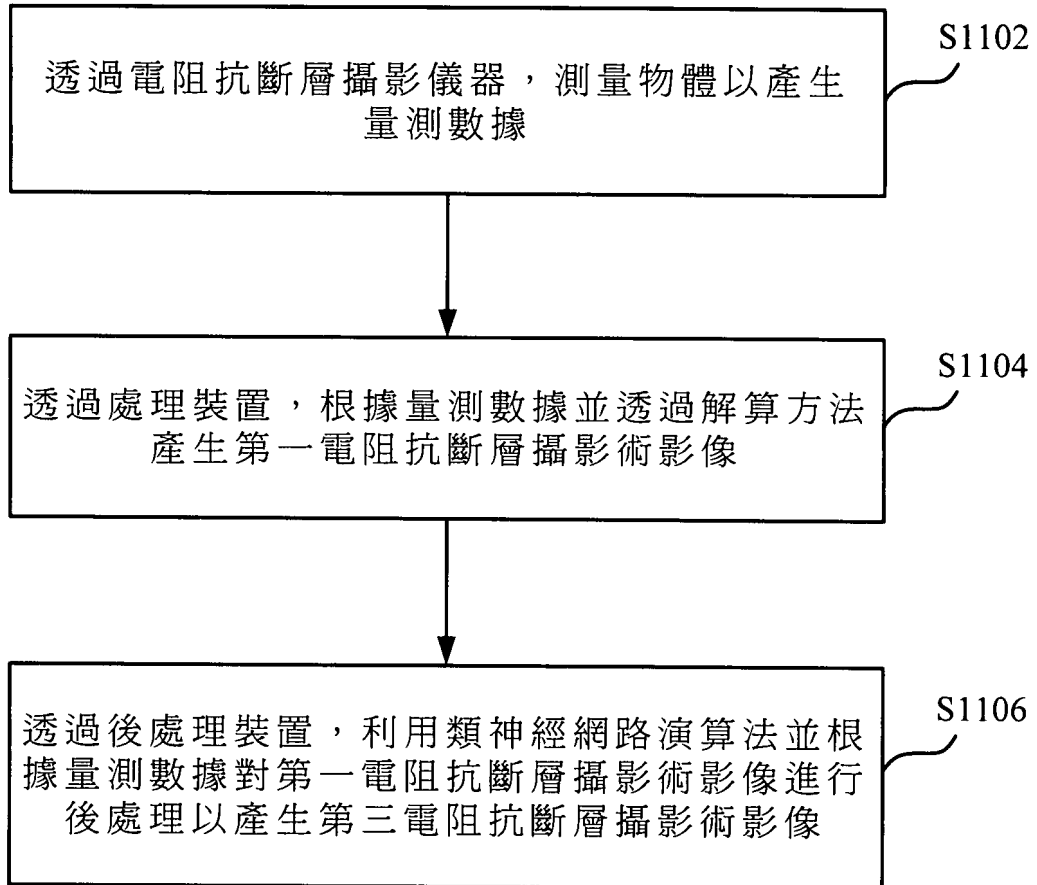 S1102
透過電阻抗斷層攝影儀器，測量物體以產生
量測數據
S1104
透過處理裝置，根據量測數據並透過解算方法
產生第一電阻抗斷層攝影術影像
S1106
透過後處理裝置，利用類神經網路演算法並根
據量測數據對第一電阻抗斷層攝影術影像進行
後處理以產生第三電阻抗斷層攝影術影像